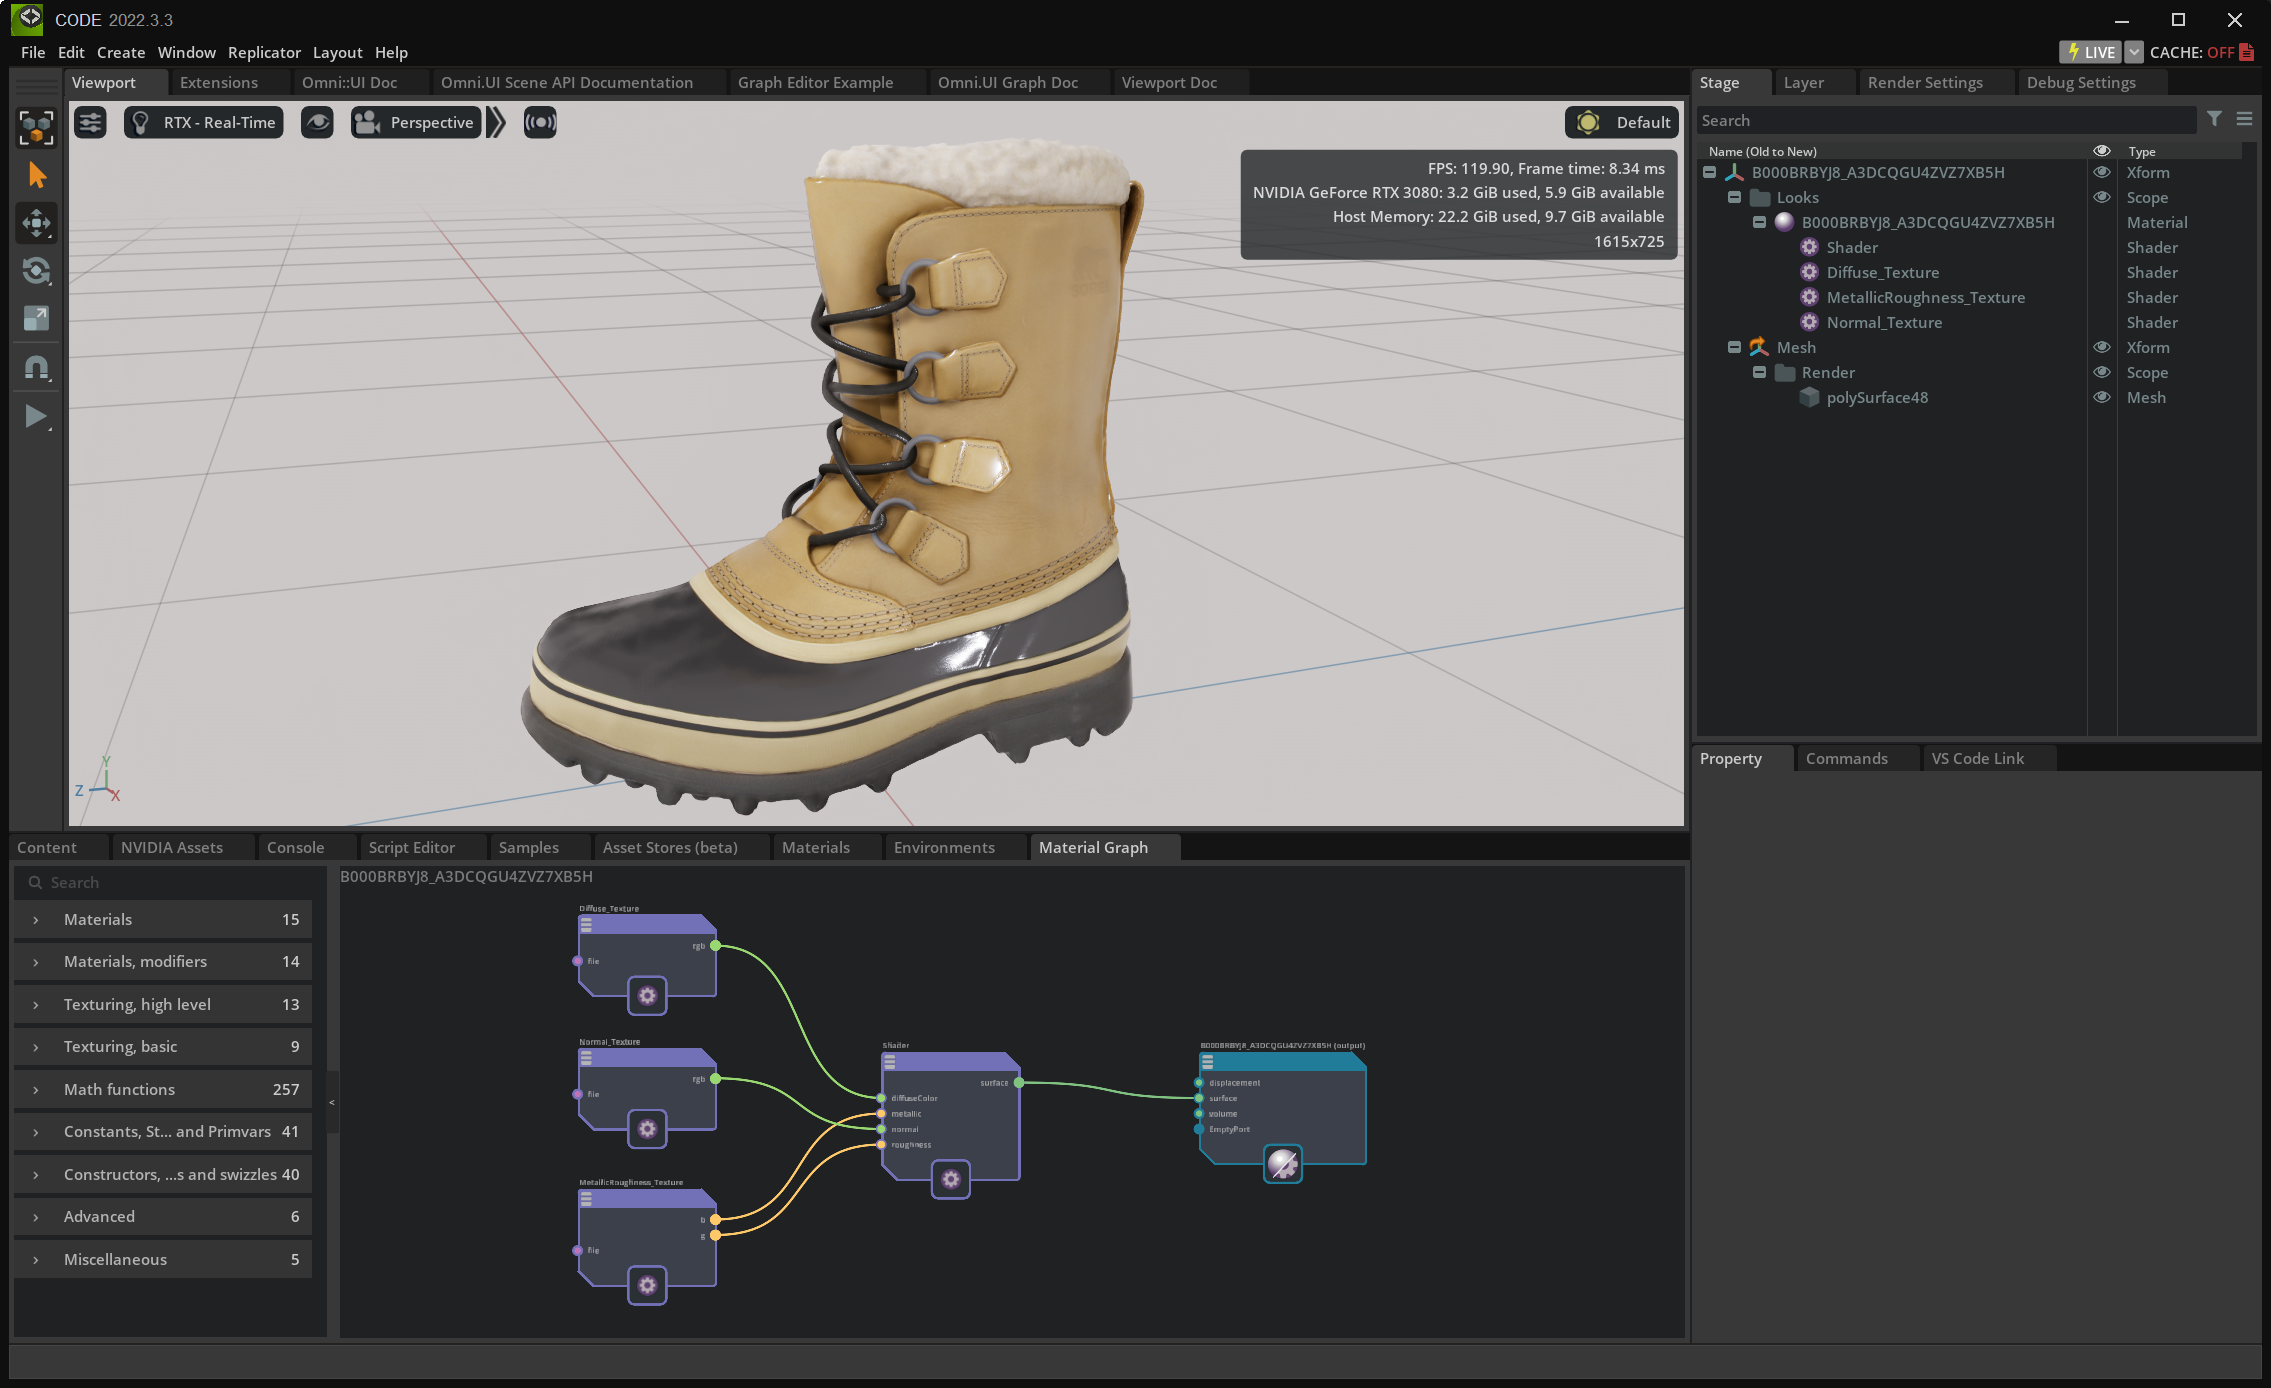 CODE 2022.3.3
File Edit Create Window Replicator Layout Help
LIVE CACHE: OFF
Viewport Extensions Omni::UI Doc Omni.UI Scene API Documentation Graph Editor Example Omni.UI Graph Doc Viewport Doc
RTX - Real-Time Perspective Default
FPS: 119.90, Frame time: 8.34 ms
NVIDIA GeForce RTX 3080: 3.2 GiB used, 5.9 GiB available
Host Memory: 22.2 GiB used, 9.7 GiB available
1615x725
Y
Z
X
Stage Layer Render Settings Debug Settings
Search
Name (Old to New) Type
B000BRBYJ8_A3DCQGU4ZVZ7XB5H Xform
Looks Scope
B000BRBYJ8_A3DCQGU4ZVZ7XB5H Material
Shader Shader
Diffuse_Texture Shader
MetallicRoughness_Texture Shader
Normal_Texture Shader
Mesh Xform
Render Scope
polySurface48 Mesh
Property Commands VS Code Link
Content NVIDIA Assets Console Script Editor Samples Asset Stores (beta) Materials Environments Material Graph
Search
Materials 15
Materials, modifiers 14
Texturing, high level 13
Texturing, basic 9
Math functions 257
Constants, St... and Primvars 41
Constructors, ...s and swizzles 40
Advanced 6
Miscellaneous 5
<
B000BRBYJ8_A3DCQGU4ZVZ7XB5H
Diffuse_Texture
rgb
file
Normal_Texture
rgb
file
MetallicRoughness_Texture
b
g
file
Shader
surface
diffuseColor
metallic
normal
roughness
B000BRBYJ8_A3DCQGU4ZVZ7XB5H (output)
displacement
surface
volume
EmptyPort